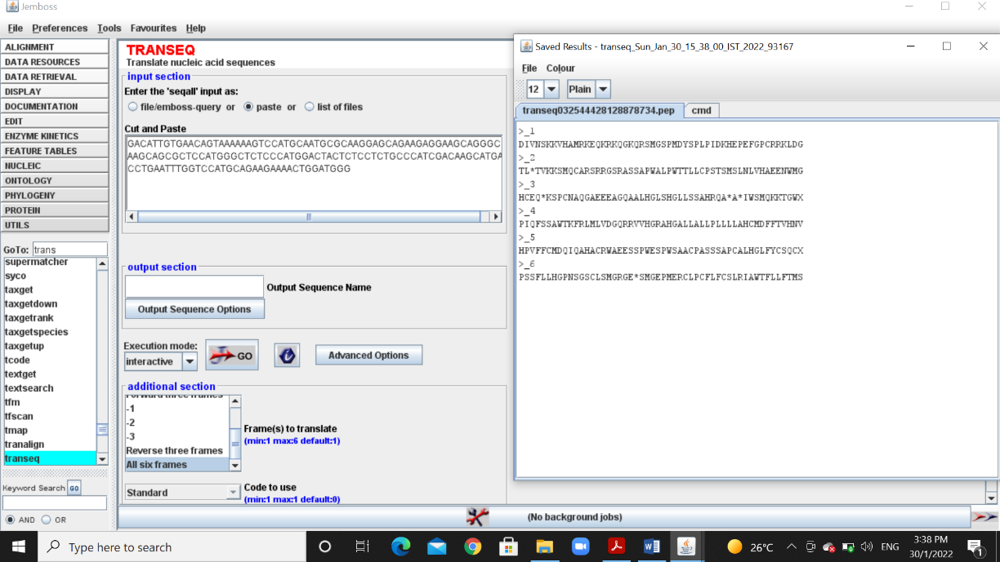 Jemboss
File Preferences Tools Favourites Help
ALIGNMENT
DATA RESOURCES
DATA RETRIEVAL
DISPLAY
DOCUMENTATION
EDIT
ENZYME KINETICS
FEATURE TABLES
NUCLEIC
ONTOLOGY
PHYLOGENY
PROTEIN
UTILS
GoTo: trans
supermatcher
syco
taxget
taxgetdown
taxgetrank
taxgetspecies
taxgetup
tcode
textget
textsearch
tfm
tfscan
tmap
tranalign
transeq
Keyword Search GO
AND OR
TRANSEQ
Translate nucleic acid sequences
input section
Enter the 'seqall' input as:
file/emboss-query or paste or list of files
Cut and Paste
GACATTGTGAACAGTAAAAAAGTCCATGCAATGCGCAAGGAGCAGAAGAGGAAGCAGGGC
AAGCAGCGCTCCATGGGCTCTCCCATGGACTACTCTCCTCTGCCCATCGACAAGCATGA
CCTGAATTTGGTCCATGCAGAAGAAAACTGGATGGG
output section
Output Sequence Name
Output Sequence Options
Execution mode:
interactive GO Advanced Options
additional section
Forward three frames
-1
-2
-3
Reverse three frames
All six frames
Frame(s) to translate
(min:1 max:6 default:1)
Standard
Code to use
(min:1 max:1 default:0)
Saved Results - transeq_Sun_Jan_30_15_38_00_IST_2022_93167
File Colour
12 Plain
transeq032544428128878734.pep cmd
>_1
DIVNSKKVHAMRKEQKRKQGKQRSMGSPMDYSPLPIDKHEPEFGPCRRKLDG
>_2
TL*TVKKSMQCARSRRGSRASSAPWALPWTTLLCPSTSMSLNLVHAEENWMG
>_3
HCEQ*KSPCNAQGAEEEAGQAALHGLSHGLLSSAHRQA*A*IWSMQKKTGWX
>_4
PIQFSSAWTKFRLMLVDGQRRVVHGRAHGALLALLPLLLLAHCMDFFTVHNV
>_5
HPVFFCMDQIQAHACRWAEESSPWESPWSAACPASSSAPCALHGLFYCSQCX
>_6
PSSFLLHGPNSGSCLSMGRGE*SMGEPMERCLPCFLFCSLRIAWTFLLFTMS
(No background jobs)
Type here to search
26°C
ENG
3:38 PM
30/1/2022
1